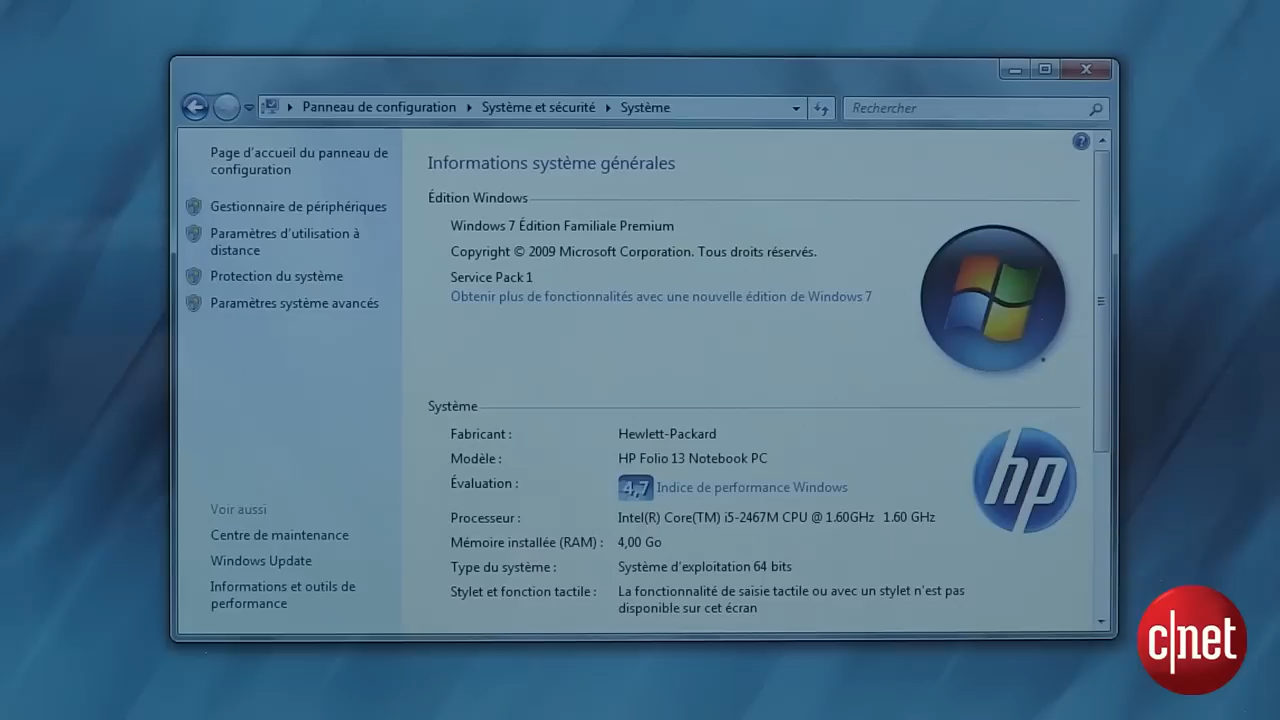 Panneau de configuration Système et sécurité Système
Rechercher
Page d'accueil du panneau de
configuration
Gestionnaire de périphériques
Paramètres d'utilisation à
distance
Protection du système
Paramètres système avancés
Voir aussi
Centre de maintenance
Windows Update
Informations et outils de
performance
Informations système générales
Édition Windows
Windows 7 Édition Familiale Premium
Copyright © 2009 Microsoft Corporation. Tous droits réservés.
Service Pack 1
Obtenir plus de fonctionnalités avec une nouvelle édition de Windows 7
Système
Fabricant : Hewlett-Packard
Modèle : HP Folio 13 Notebook PC
Évaluation : 4,7 Indice de performance Windows
Processeur : Intel(R) Core(TM) i5-2467M CPU @ 1.60GHz 1.60 GHz
Mémoire installée (RAM) : 4,00 Go
Type du système : Système d'exploitation 64 bits
Stylet et fonction tactile : La fonctionnalité de saisie tactile ou avec un stylet n'est pas
disponible sur cet écran
hp
c|net